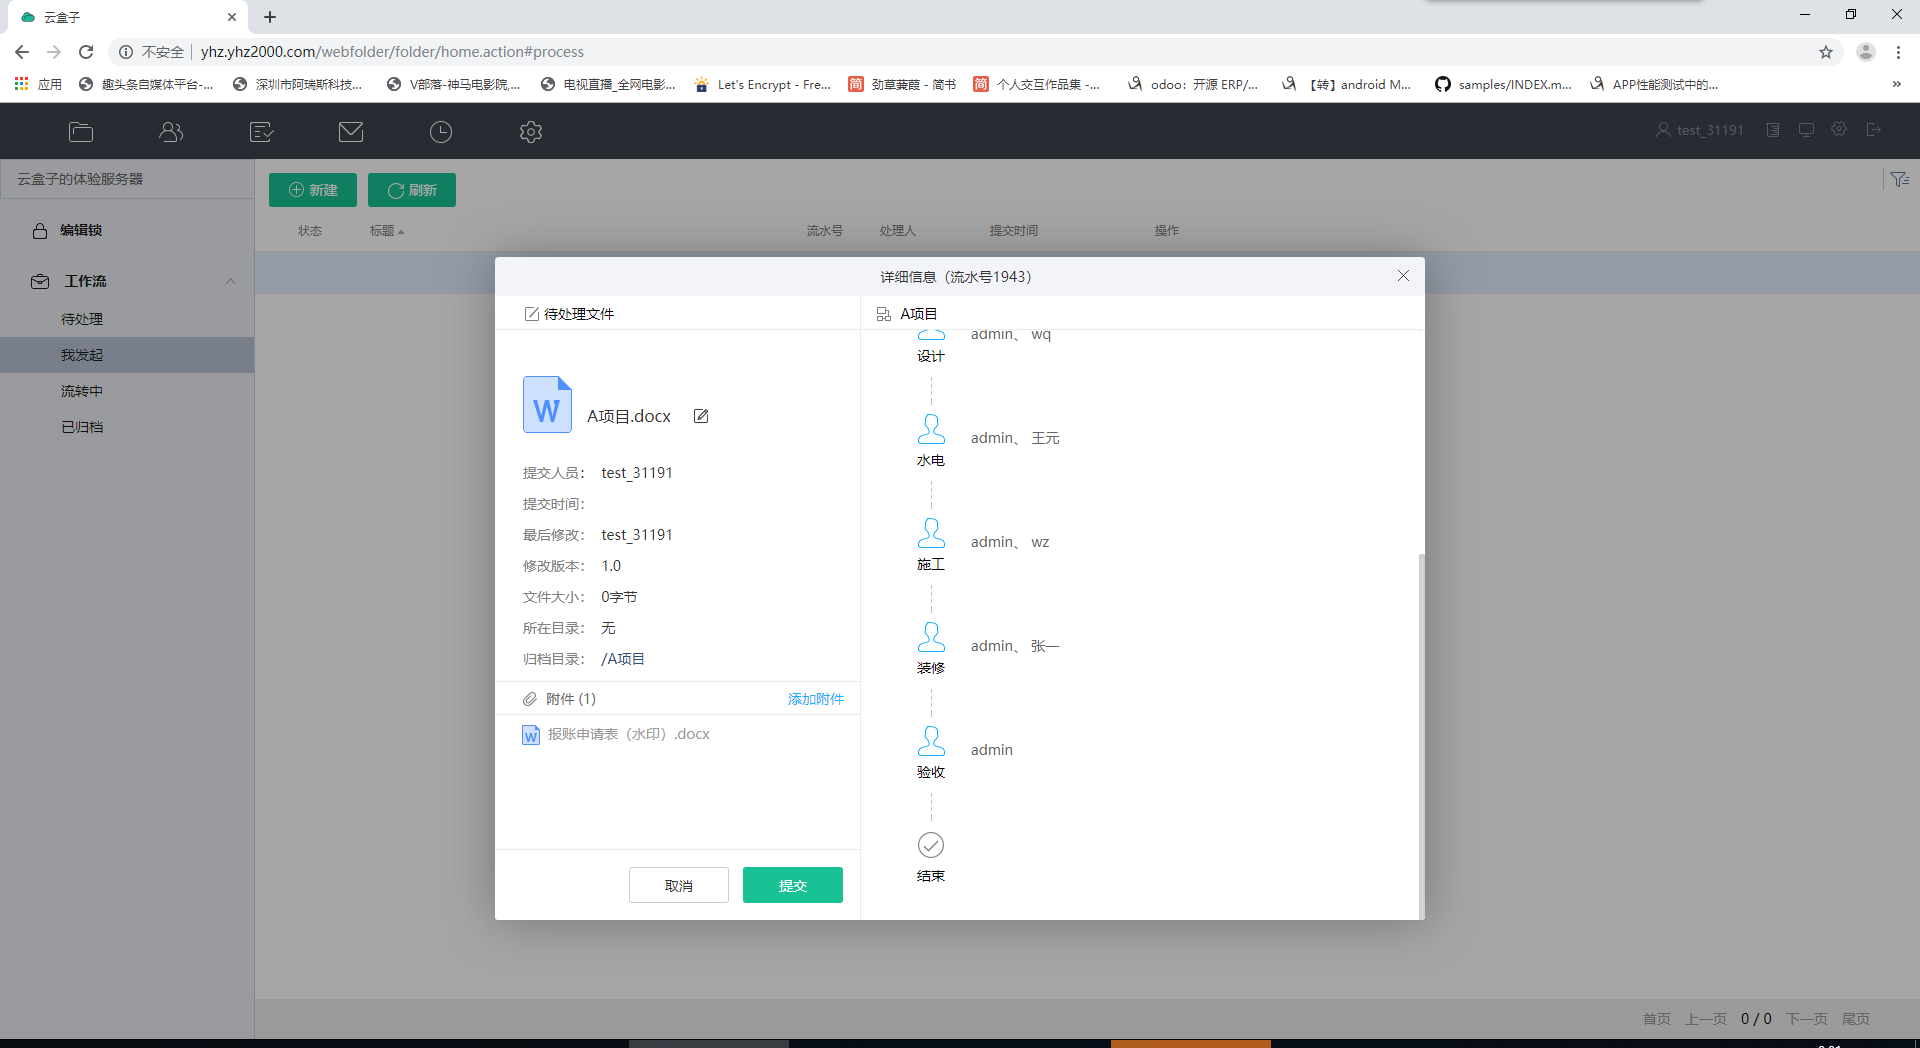 云盒子
不安全 yhz.yhz2000.com/webfolder/folder/home.action#process
应用 趣头条自媒体平台-... 深圳市阿瑞斯科技... V部落-神马电影院,... 电视直播_全网电影... Let's Encrypt - Fre... 简 劲草蒹葭 - 简书 简 个人交互作品集 -... odoo：开源 ERP/... 【转】android M... samples/INDEX.m... APP性能测试中的... »
test_31191
云盒子的体验服务器
新建 刷新
编辑锁
状态 标题 流水号 处理人 提交时间 操作
工作流
待处理
我发起
流转中
已归档
详细信息（流水号1943）
待处理文件
A项目.docx
提交人员： test_31191
提交时间：
最后修改： test_31191
修改版本： 1.0
文件大小： 0字节
所在目录： 无
归档目录： /A项目
附件 (1) 添加附件
报账申请表（水印）.docx
取消 提交
A项目
admin、 wq
设计
admin、 王元
水电
admin、 wz
施工
admin、 张一
装修
admin
验收
结束
首页 上一页 0 / 0 下一页 尾页